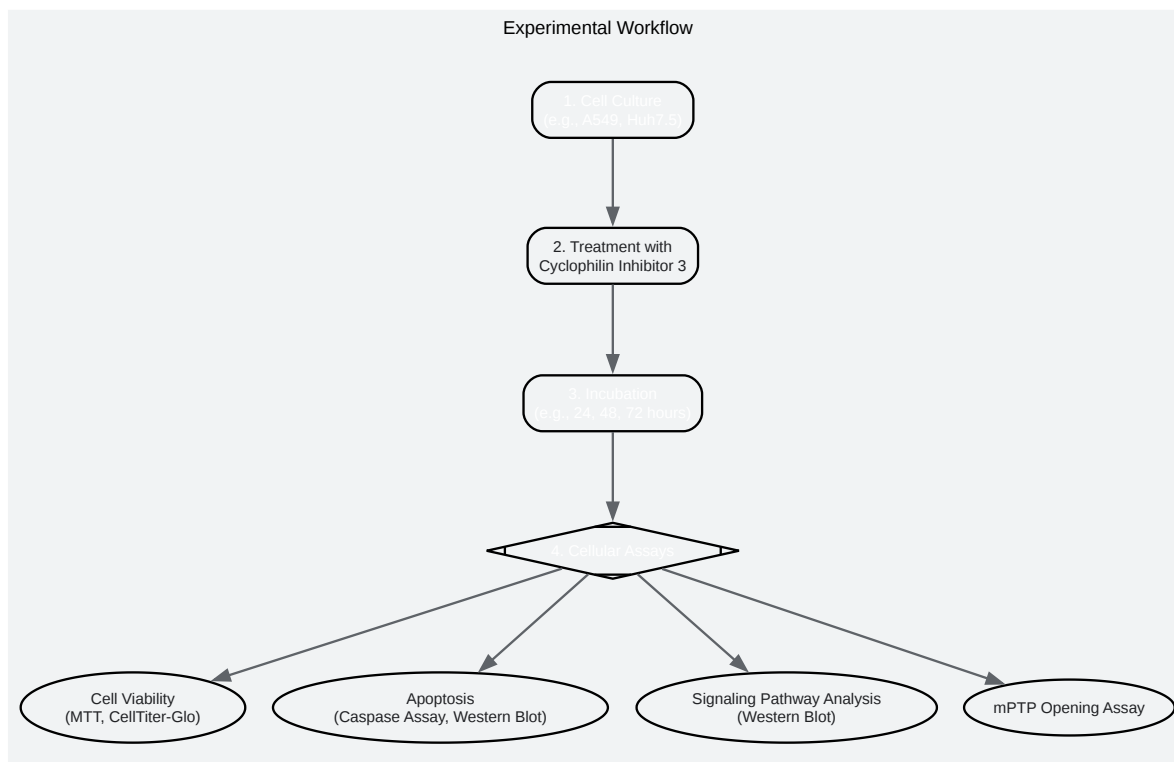 Experimental Workflow
1. Cell Culture
(e.g., A549, Huh7.5)
2. Treatment with
Cyclophilin Inhibitor 3
3. Incubation
(e.g., 24, 48, 72 hours)
4. Cellular Assays
Cell Viability
(MTT, CellTiter-Glo)
Apoptosis
(Caspase Assay, Western Blot)
Signaling Pathway Analysis
(Western Blot)
mPTP Opening Assay